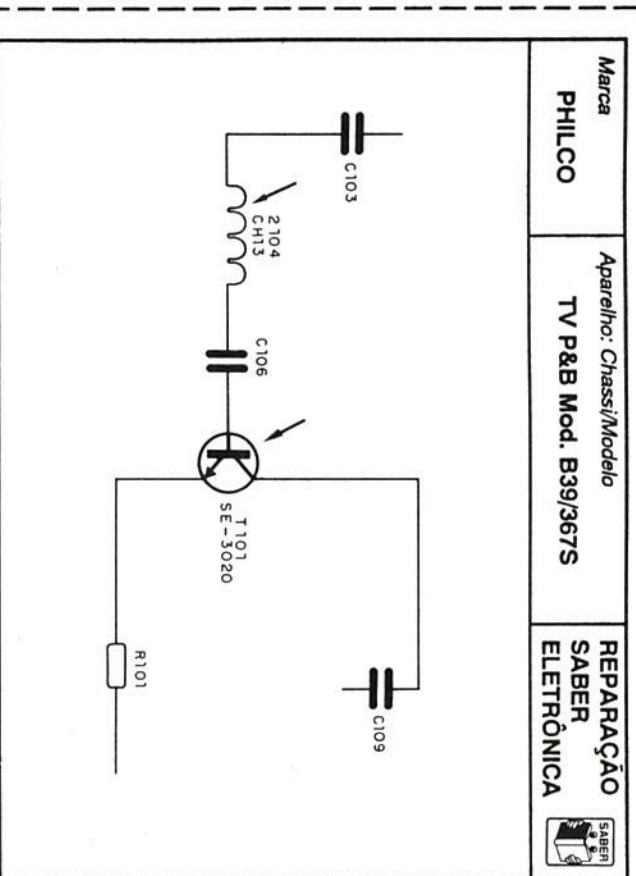 Marca
PHILCO
Aparelho: Chassi/Modelo
TV P&B Mod. B39/367S
REPARAÇÃO
SABER
ELETRÔNICA
SABER
C103
2104
CH13
C106
T101
SE-3020
C109
R101